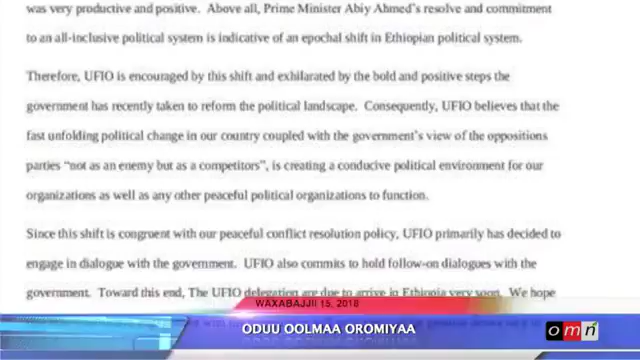 was very productive and positive. Above all, Prime Minister Abiy Ahmed's resolve and commitment
to an all-inclusive political system is indicative of an epochal shift in Ethiopian political system.
Therefore, UFIO is encouraged by this shift and exhilarated by the bold and positive steps the
government has recently taken to reform the political landscape. Consequently, UFIO believes that the
fast unfolding political change in our country coupled with the government's view of the oppositions
parties "not as an enemy but as a competitors", is creating a conducive political environment for our
organizations as well as any other peaceful political organizations to function.
Since this shift is congruent with our peaceful conflict resolution policy, UFIO primarily has decided to
engage in dialogue with the government. UFIO also commits to hold follow-on dialogues with the
government. Toward this end, The UFIO delegation are due to arrive in Ethiopia very soon. We hope
WAXABAJJII 15, 2018
ODUU OOLMAA OROMIYAA
omn